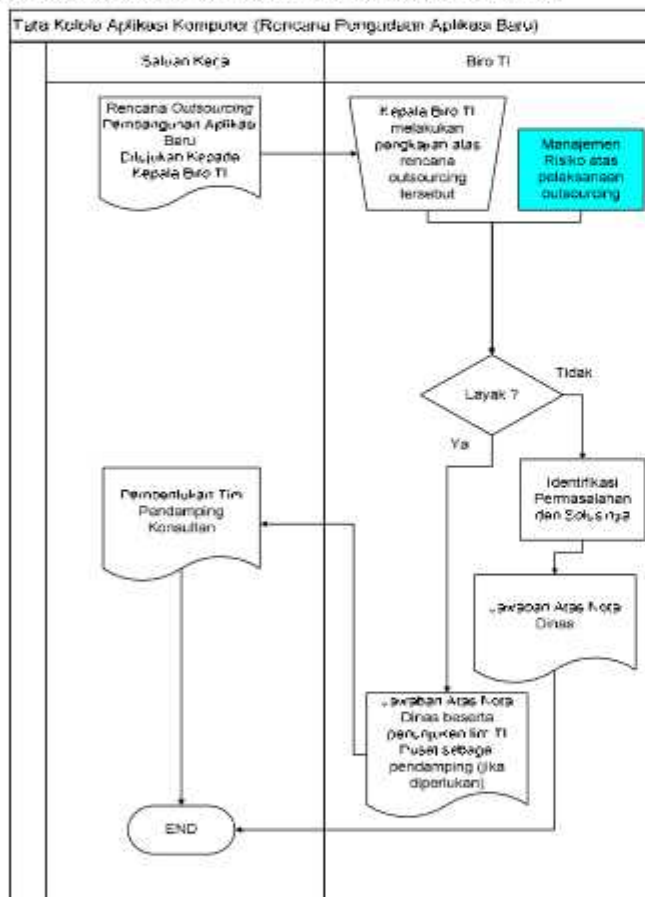 Tata Kelola Aplikasi Komputer (Rencana Pengadaan Aplikasi Baru)
Satuan Kerja
Biro TI
Rencana Outsourcing
Pembangunan Aplikasi
Baru
Ditujukan Kepada
Kepala Biro TI
Kepala Biro TI
melakukan
pengkajian atas
rencana
outsourcing
tersebut
Manajemen
Risiko atas
pelaksanaan
outsourcing
Layak ?
Tidak
Ya
Identifikasi
Permasalahan
dan Solusinya
Pembentukan Tim
Pendamping
Konsultan
Jawaban Atas Nota
Dinas
Jawaban Atas Nota
Dinas beserta
penunjukan tim TI
Pusat sebagai
pendamping (jika
diperlukan)
END